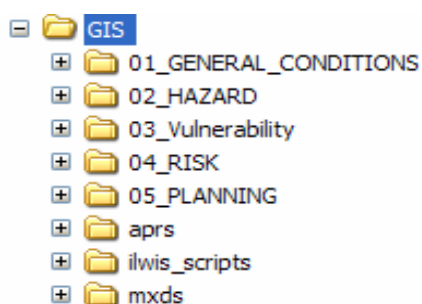 GIS
01_GENERAL_CONDITIONS
02_HAZARD
03_Vulnerability
04_RISK
05_PLANNING
aprs
ilwis_scripts
mxds